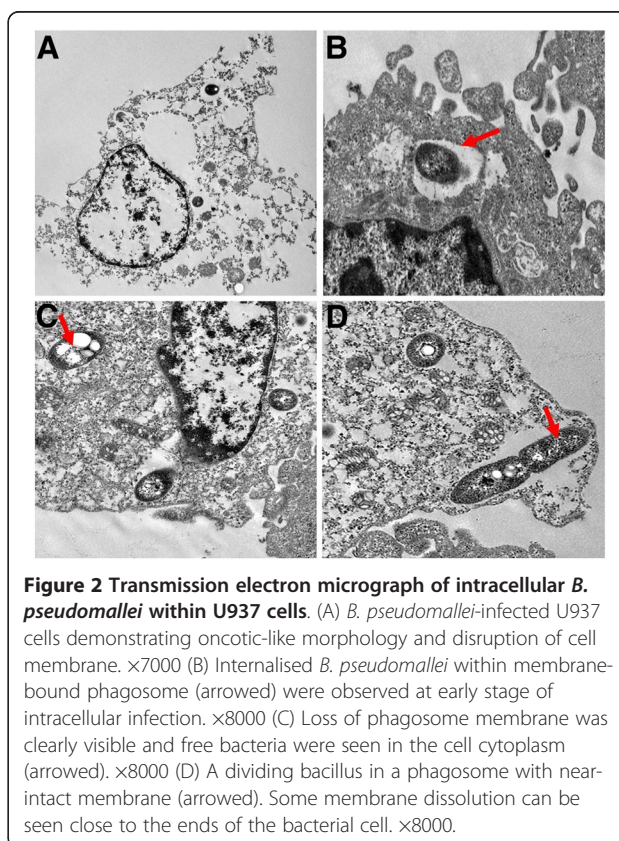 A
B
C
D
Figure 2 Transmission electron micrograph of intracellular B.
pseudomallei within U937 cells. (A) B. pseudomallei-infected U937
cells demonstrating oncotic-like morphology and disruption of cell
membrane. ×7000 (B) Internalised B. pseudomallei within membrane-
bound phagosome (arrowed) were observed at early stage of
intracellular infection. ×8000 (C) Loss of phagosome membrane was
clearly visible and free bacteria were seen in the cell cytoplasm
(arrowed). ×8000 (D) A dividing bacillus in a phagosome with near-
intact membrane (arrowed). Some membrane dissolution can be
seen close to the ends of the bacterial cell. ×8000.